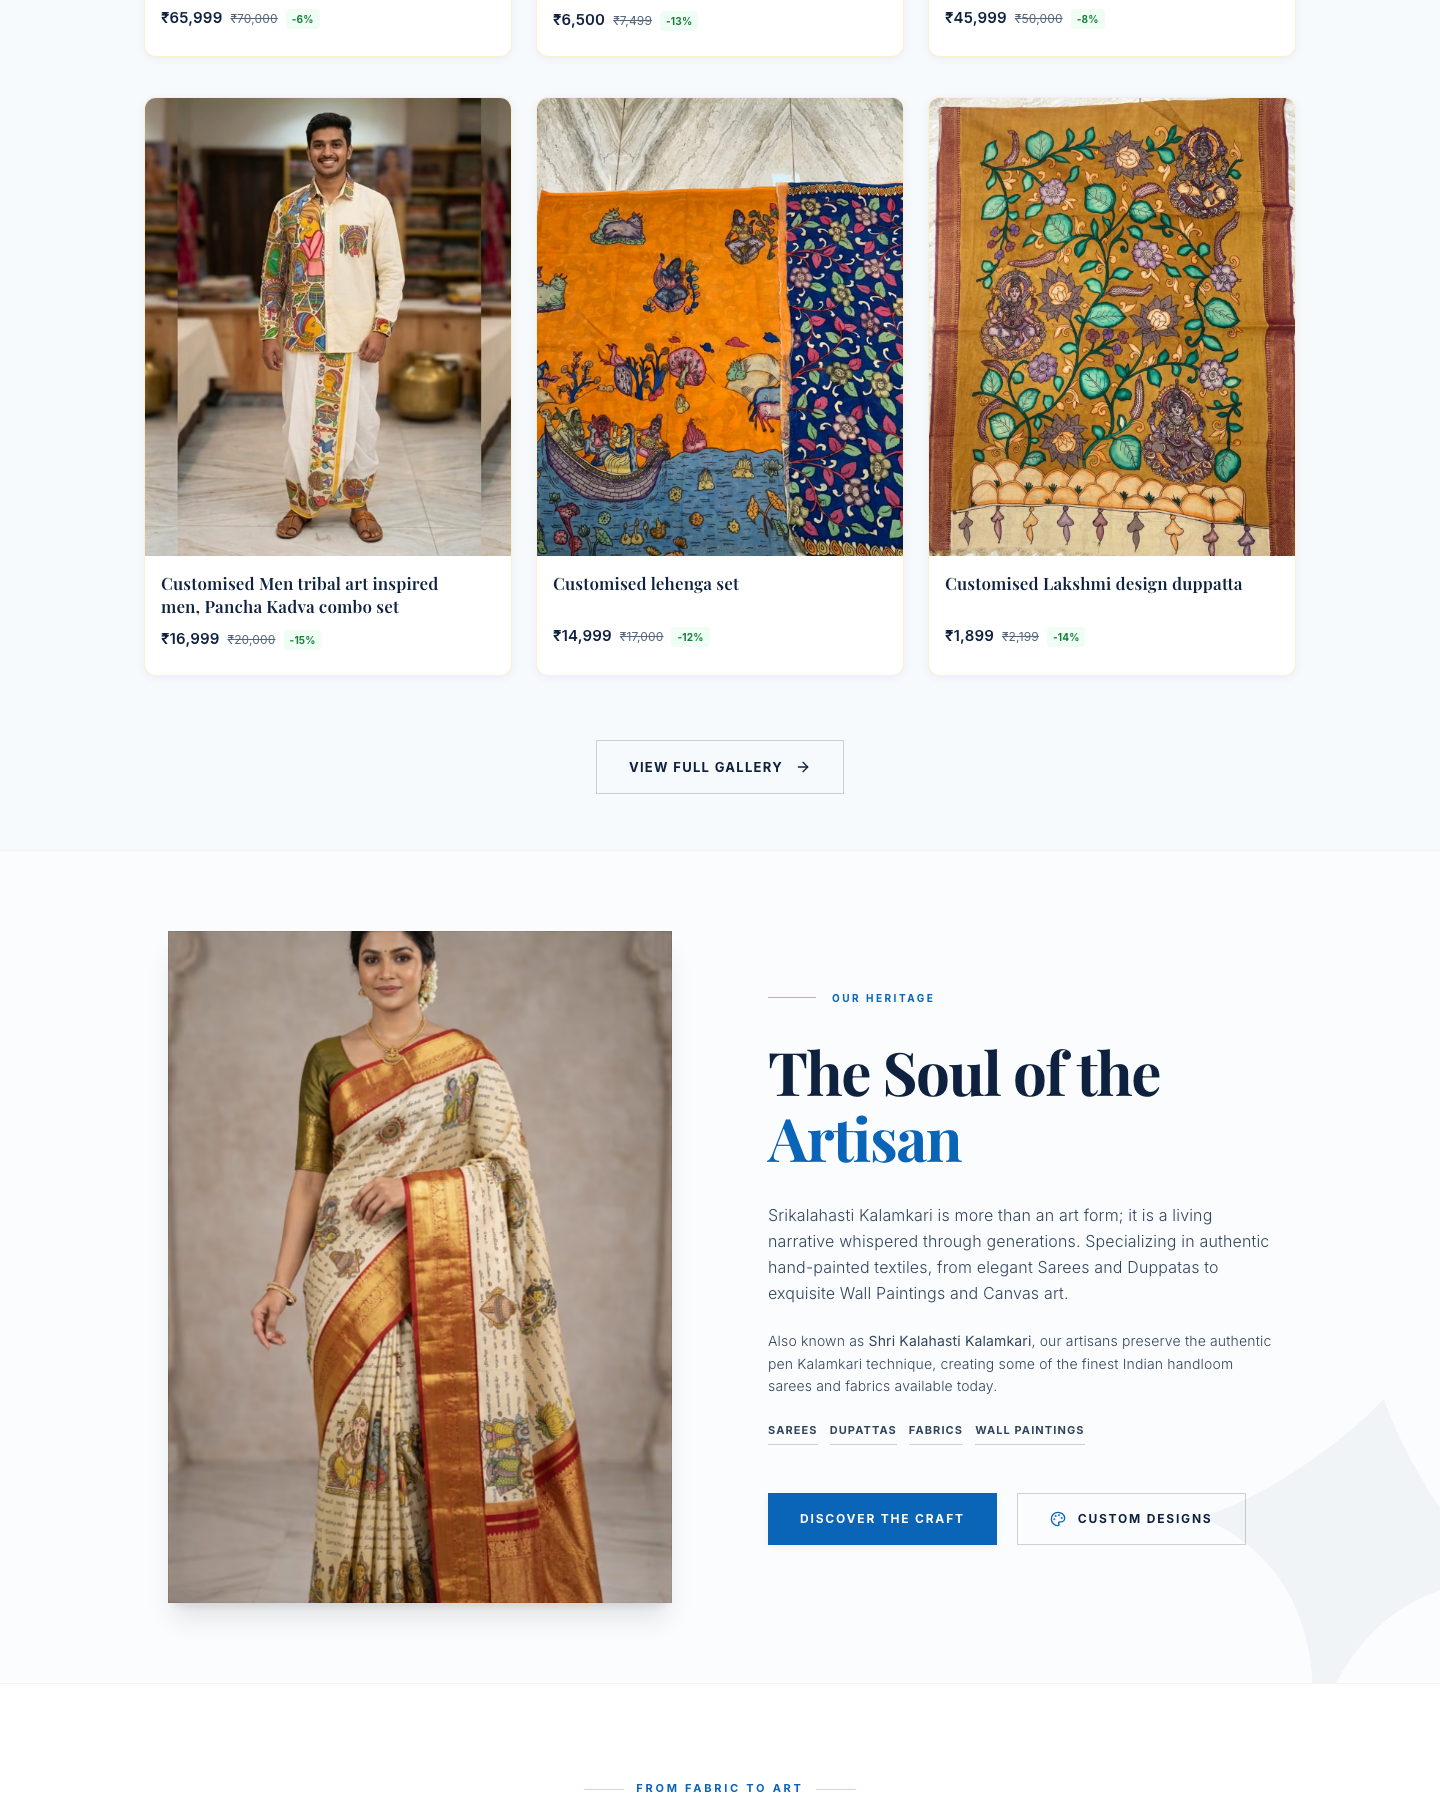 ₹65,999 ₹70,000 -6%
₹6,500 ₹7,499 -13%
₹45,999 ₹50,000 -8%
Customised Men tribal art inspired
men, Pancha Kadva combo set
₹16,999 ₹20,000 -15%
Customised lehenga set
₹14,999 ₹17,000 -12%
Customised Lakshmi design duppatta
₹1,899 ₹2,199 -14%
VIEW FULL GALLERY
OUR HERITAGE
The Soul of the
Artisan
Srikalahasti Kalamkari is more than an art form; it is a living
narrative whispered through generations. Specializing in authentic
hand-painted textiles, from elegant Sarees and Duppatas to
exquisite Wall Paintings and Canvas art.
Also known as Shri Kalahasti Kalamkari, our artisans preserve the authentic
pen Kalamkari technique, creating some of the finest Indian handloom
sarees and fabrics available today.
SAREES DUPATTAS FABRICS WALL PAINTINGS
DISCOVER THE CRAFT
CUSTOM DESIGNS
FROM FABRIC TO ART